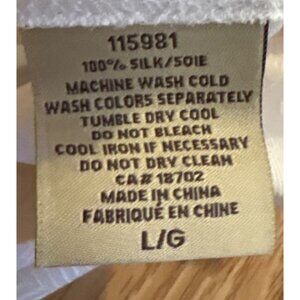 115981
100% SILK/SOIE
MACHINE WASH COLD
WASH COLORS SEPARATELY
TUMBLE DRY COOL
DO NOT BLEACH
COOL IRON IF NECESSARY
DO NOT DRY CLEAN
CA# 18702
MADE IN CHINA
FABRIQUÉ EN CHINE
L/G